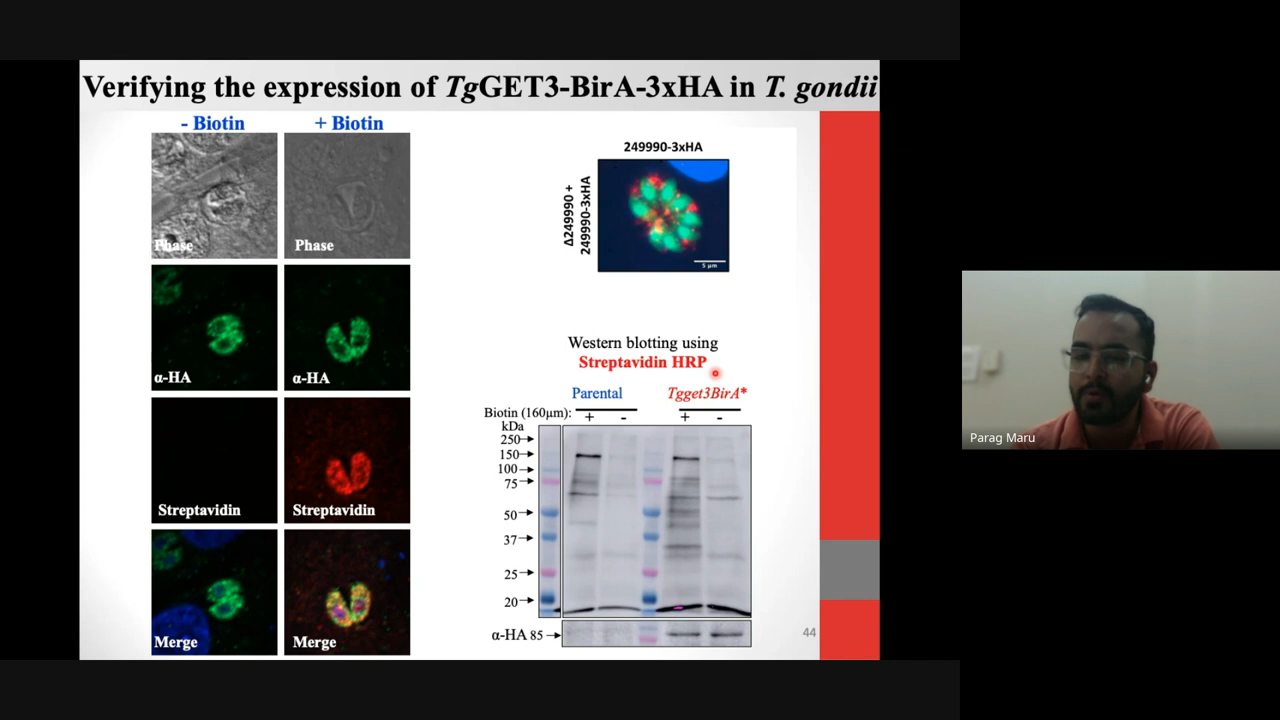 Verifying the expression of TgGET3-BirA-3xHA in T. gondii
- Biotin
+ Biotin
Phase
Phase
α-HA
α-HA
Streptavidin
Streptavidin
Merge
Merge
249990-3xHA
Δ249990 +
249990-3xHA
5 µm
Western blotting using
Streptavidin HRP
Parental
Tgget3BirA*
Biotin (160µm): + - + -
kDa
250
150
100
75
50
37
25
20
α-HA 85
44
Parag Maru